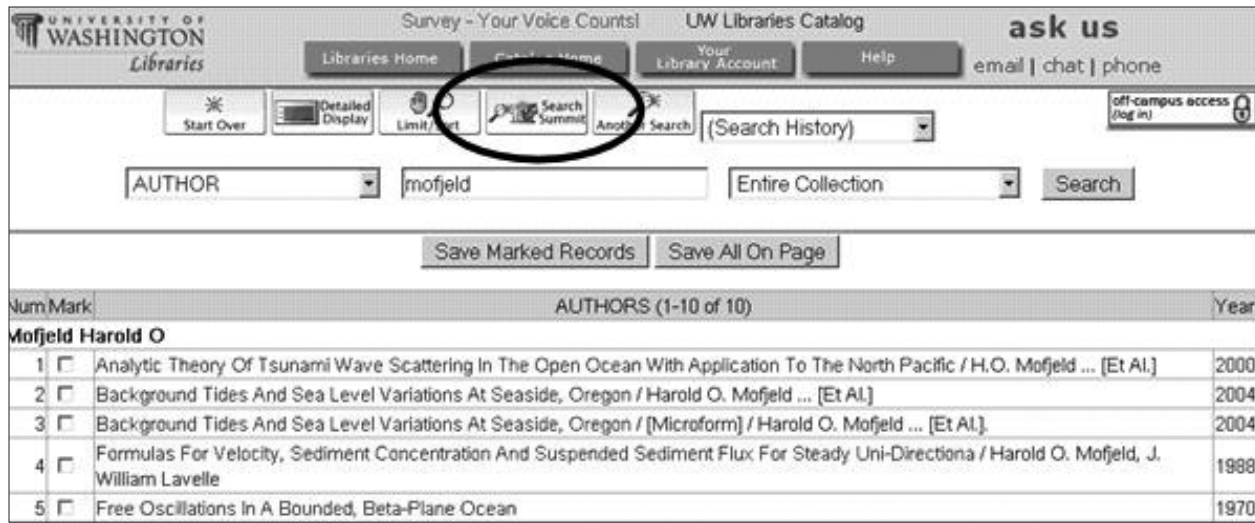 UNIVERSITY OF
WASHINGTON
Libraries
Survey - Your Voice Counts! UW Libraries Catalog
Libraries Home
Catalog Home
Your
Library Account
Help
ask us
email | chat | phone
Start Over
Detailed
Display
Limit/Sort
Search
Summit
Another Search
(Search History)
off-campus access
(log in)
AUTHOR
mofjeld
Entire Collection
Search
Save Marked Records
Save All On Page
Num Mark AUTHORS (1-10 of 10) Year
Mofjeld Harold O
1 Analytic Theory Of Tsunami Wave Scattering In The Open Ocean With Application To The North Pacific / H.O. Mofjeld ... [Et Al.] 2000
2 Background Tides And Sea Level Variations At Seaside, Oregon / Harold O. Mofjeld ... [Et Al.] 2004
3 Background Tides And Sea Level Variations At Seaside, Oregon / [Microform] / Harold O. Mofjeld ... [Et Al.]. 2004
4 Formulas For Velocity, Sediment Concentration And Suspended Sediment Flux For Steady Uni-Directiona / Harold O. Mofjeld, J. 1988
William Lavelle
5 Free Oscillations In A Bounded, Beta-Plane Ocean 1970